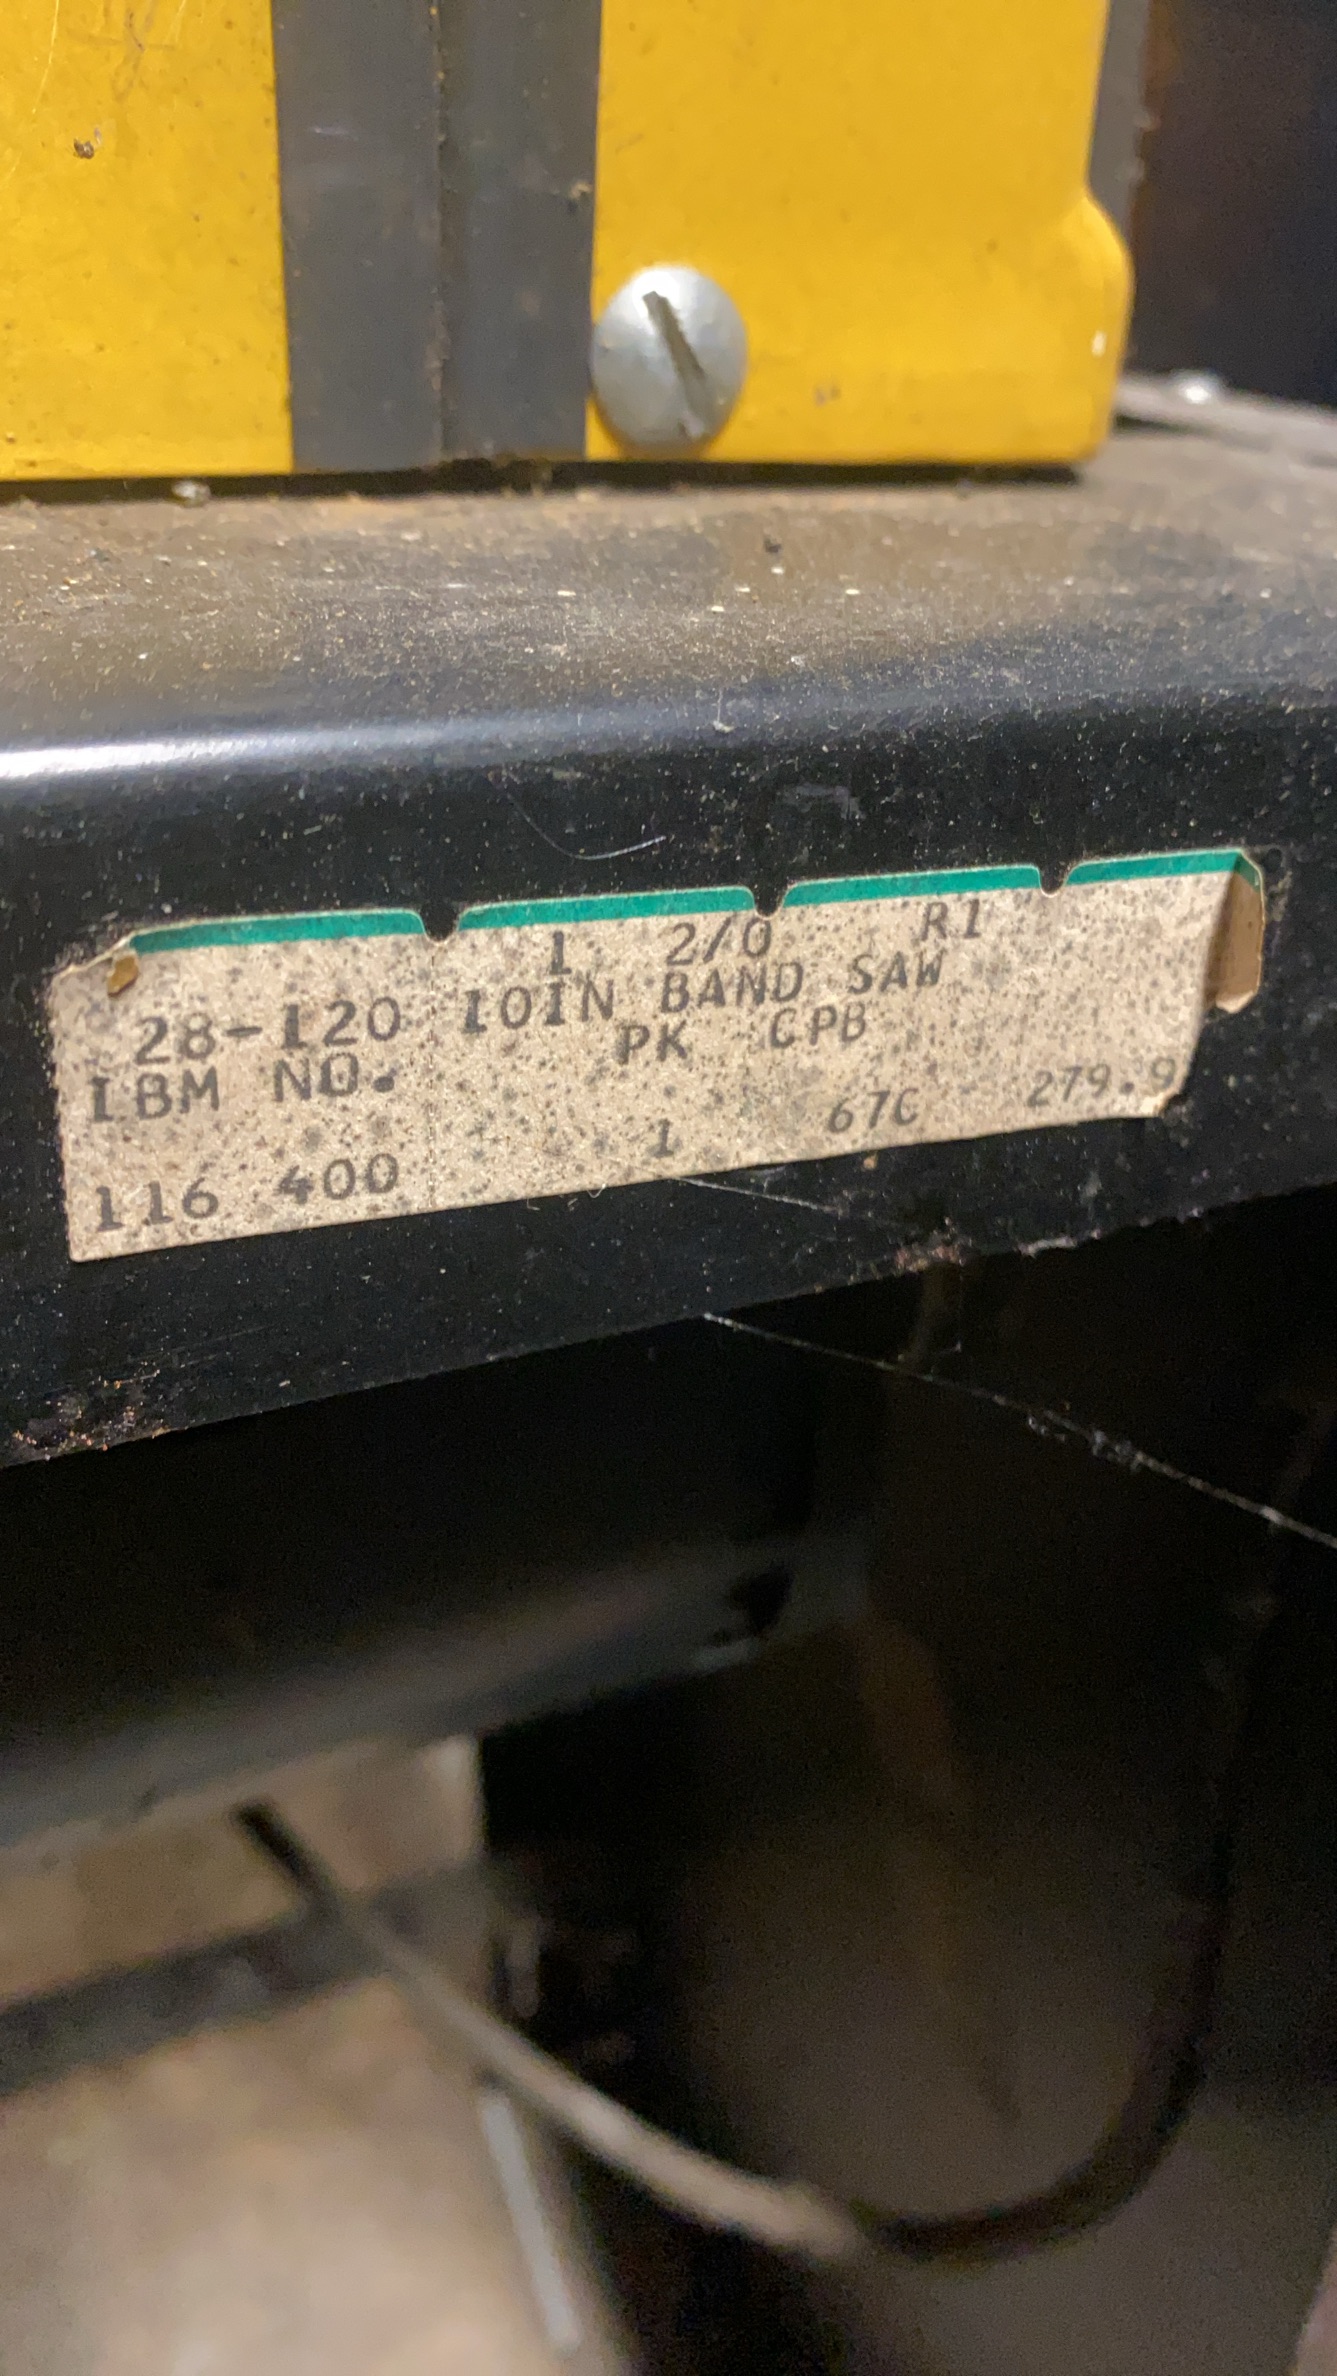 1 2/0 R1
28-120 10IN BAND SAW
IBM NO. PK CPB
116 400 1 67C 279.9